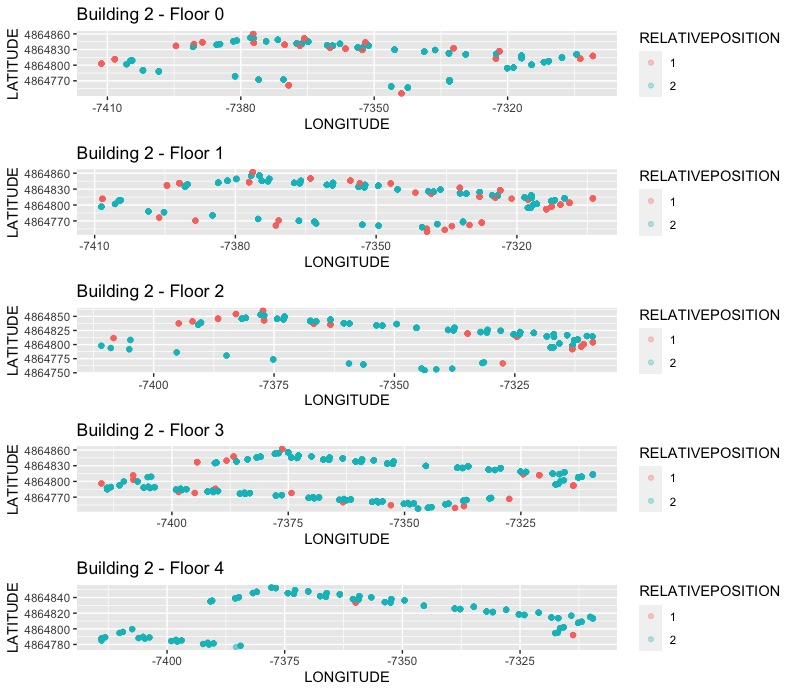 Building 2 - Floor 0
4864860
4864830
4864800
4864770
LATITUDE
-7410 -7380 -7350 -7320
LONGITUDE
RELATIVEPOSITION
1
2
Building 2 - Floor 1
4864860
4864830
4864800
4864770
LATITUDE
-7410 -7380 -7350 -7320
LONGITUDE
RELATIVEPOSITION
1
2
Building 2 - Floor 2
4864850
4864825
4864800
4864775
4864750
LATITUDE
-7400 -7375 -7350 -7325
LONGITUDE
RELATIVEPOSITION
1
2
Building 2 - Floor 3
4864860
4864830
4864800
4864770
LATITUDE
-7400 -7375 -7350 -7325
LONGITUDE
RELATIVEPOSITION
1
2
Building 2 - Floor 4
4864840
4864820
4864800
4864780
LATITUDE
-7400 -7375 -7350 -7325
LONGITUDE
RELATIVEPOSITION
1
2